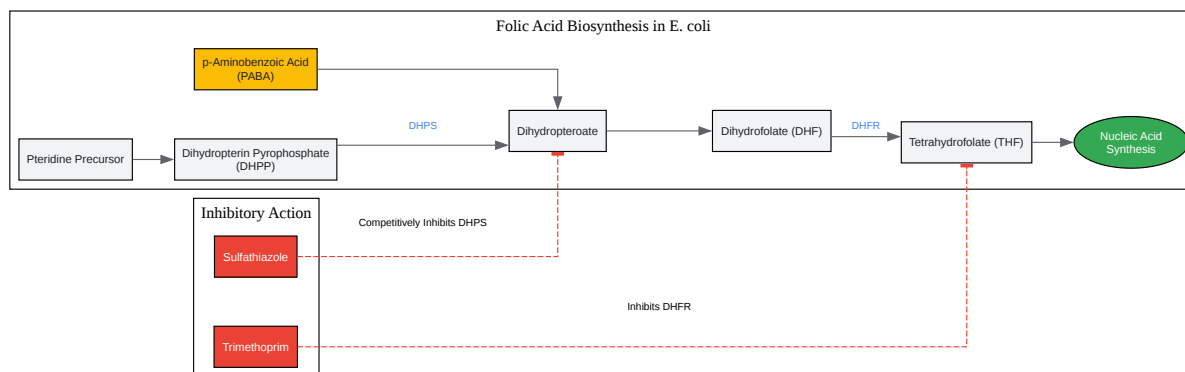 Folic Acid Biosynthesis in E. coli
p-Aminobenzoic Acid
(PABA)
DHPS
Dihydropteroate
Dihydrofolate (DHF)
DHFR
Tetrahydrofolate (THF)
Nucleic Acid
Synthesis
Pteridine Precursor
Dihydropterin Pyrophosphate
(DHPP)
Inhibitory Action
Competitively Inhibits DHPS
Sulfathiazole
Inhibits DHFR
Trimethoprim